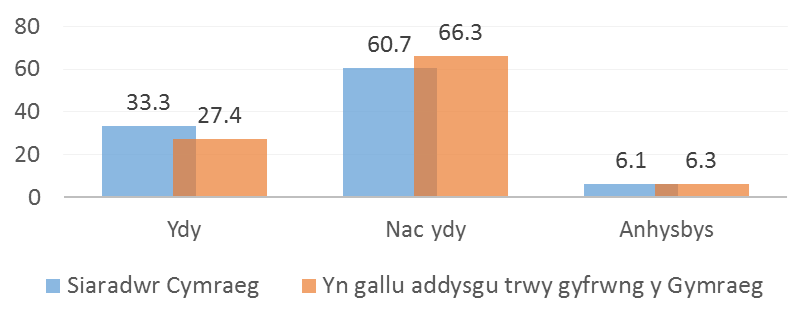 80
60
40
20
0
33.3
27.4
60.7
66.3
6.1
6.3
Ydy
Nac ydy
Anhysbys
Siaradwr Cymraeg
Yn gallu addysgu trwy gyfrwng y Gymraeg